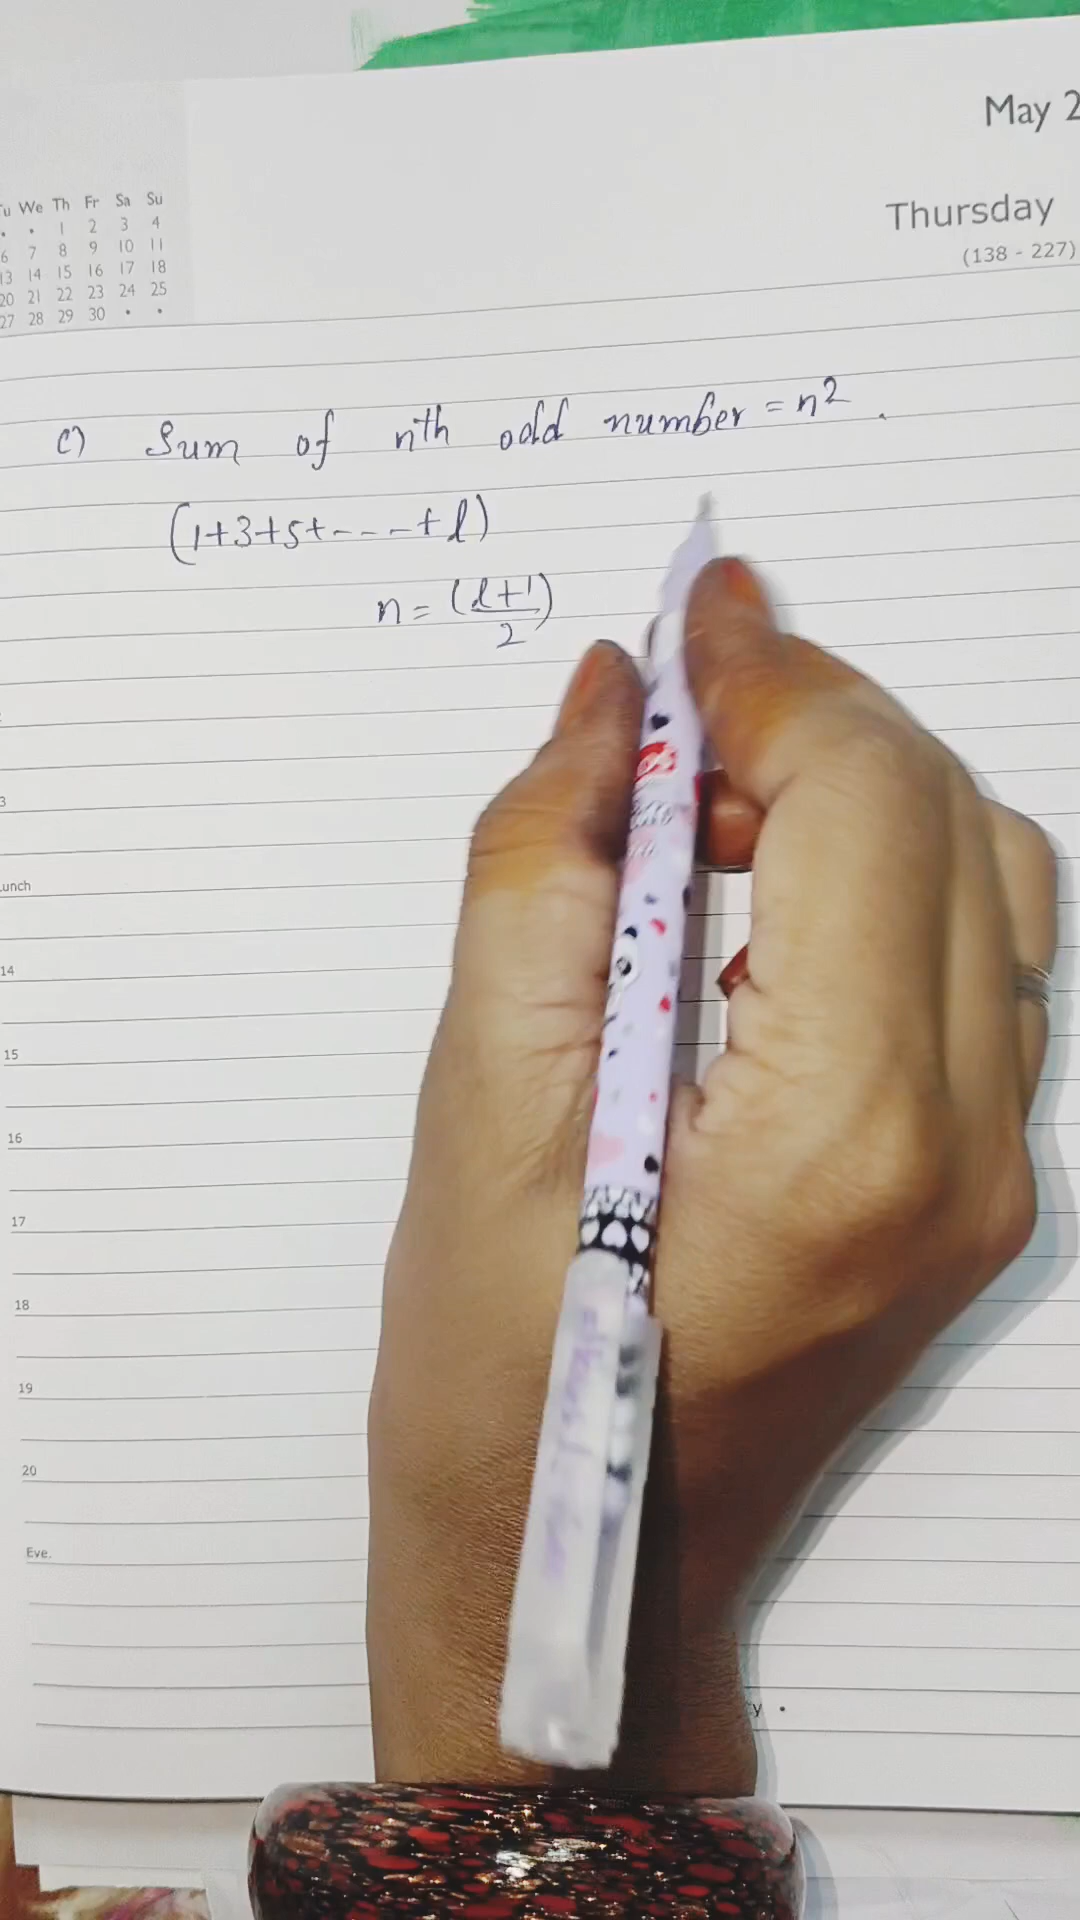 May 2
Thursday
(138 - 227)
Tu We Th Fr Sa Su
• • 1 2 3 4
6 7 8 9 10 11
13 14 15 16 17 18
20 21 22 23 24 25
27 28 29 30 • •
c) Sum of nth odd number = n².
(1+3+5+----+l)
n = (l+1)/2
3
Lunch
14
15
16
17
18
19
20
Eve.